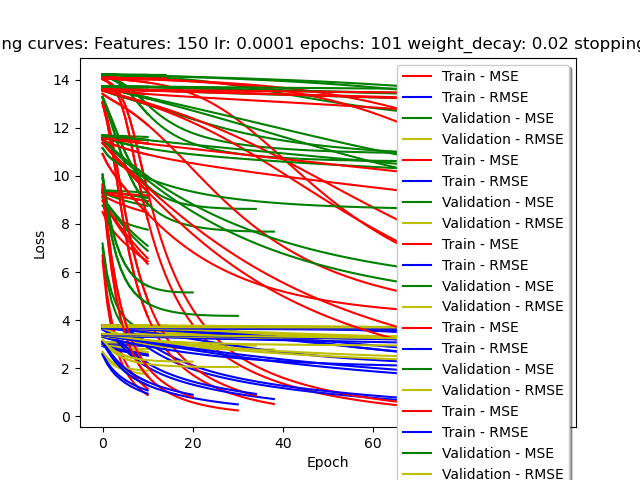 ng curves: Features: 150 lr: 0.0001 epochs: 101 weight_decay: 0.02 stopping
14
12
10
8
6
4
2
0
Loss
0 20 40 60
Epoch
Train - MSE
Train - RMSE
Validation - MSE
Validation - RMSE
Train - MSE
Train - RMSE
Validation - MSE
Validation - RMSE
Train - MSE
Train - RMSE
Validation - MSE
Validation - RMSE
Train - MSE
Train - RMSE
Validation - MSE
Validation - RMSE
Train - MSE
Train - RMSE
Validation - MSE
Validation - RMSE